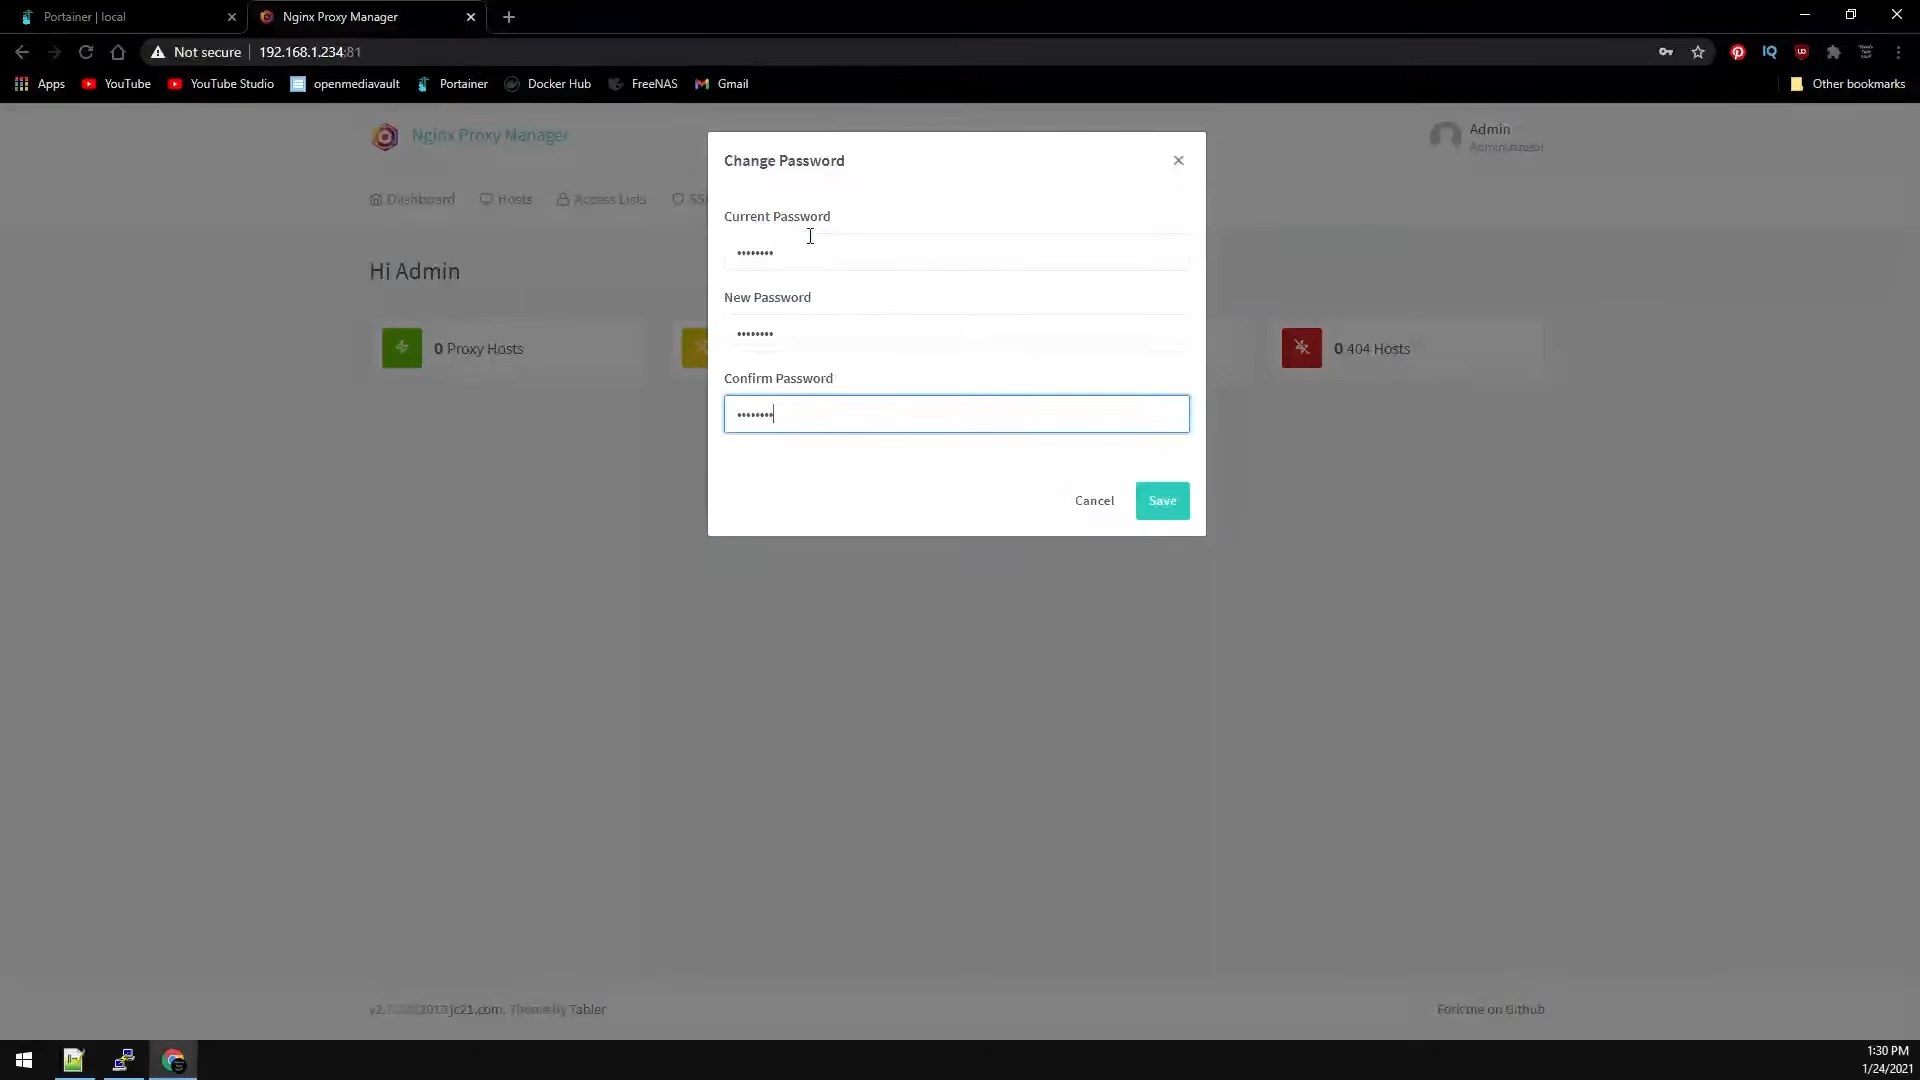 Portainer | local
Nginx Proxy Manager
Not secure
192.168.1.234:81
Apps
YouTube
YouTube Studio
openmediavault
Portainer
Docker Hub
FreeNAS
Gmail
Other bookmarks
Nginx Proxy Manager
Admin
Administrator
Dashboard
Hosts
Access Lists
Hi Admin
0 Proxy Hosts
0 404 Hosts
Change Password
Current Password
••••••••
New Password
••••••••
Confirm Password
••••••••
Cancel
Save
jc21.com. Theme by Tabler
Fork me on Github
1:30 PM
1/24/2021